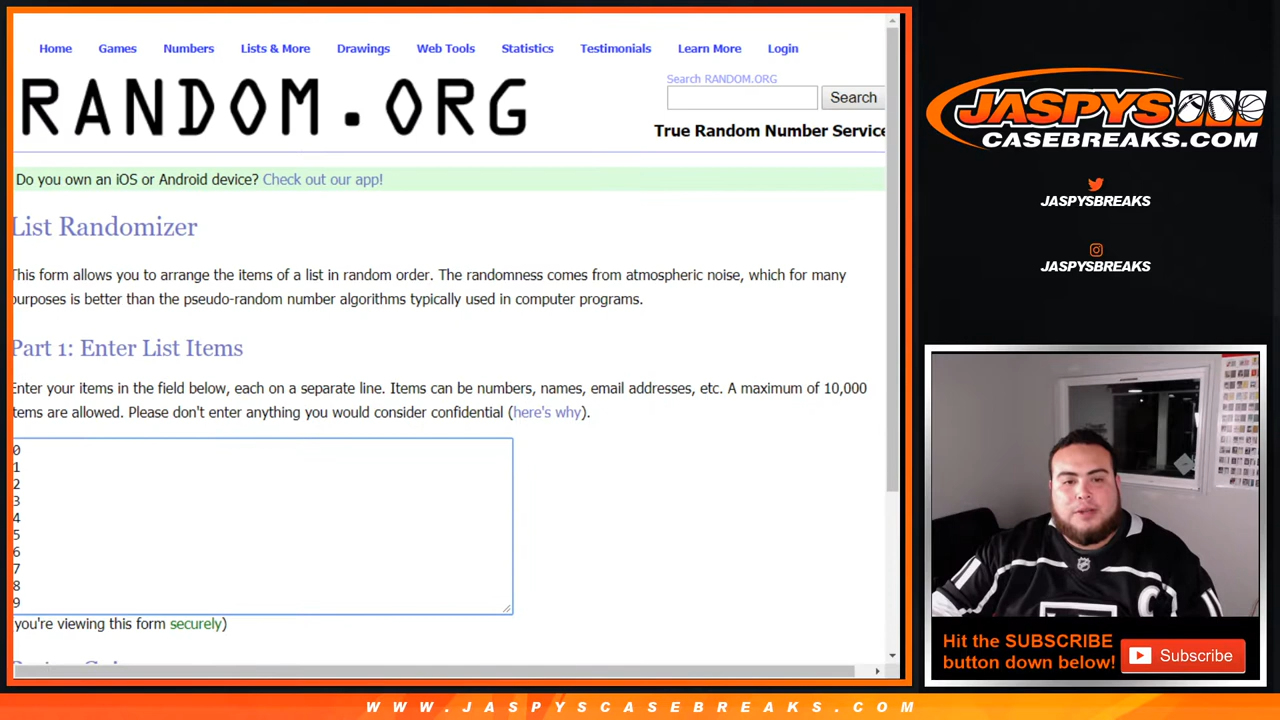 Home Games Numbers Lists & More Drawings Web Tools Statistics Testimonials Learn More Login
RANDOM.ORG
Search RANDOM.ORG
Search
True Random Number Service
Do you own an iOS or Android device? Check out our app!
List Randomizer
This form allows you to arrange the items of a list in random order. The randomness comes from atmospheric noise, which for many
purposes is better than the pseudo-random number algorithms typically used in computer programs.
Part 1: Enter List Items
Enter your items in the field below, each on a separate line. Items can be numbers, names, email addresses, etc. A maximum of 10,000
items are allowed. Please don't enter anything you would consider confidential (here's why).
0
1
2
3
4
5
6
7
8
9
you're viewing this form securely)
JASPYS
CASEBREAKS.COM
JASPYSBREAKS
JASPYSBREAKS
C
Hit the SUBSCRIBE
button down below!
Subscribe
WWW.JASPYSCASEBREAKS.COM